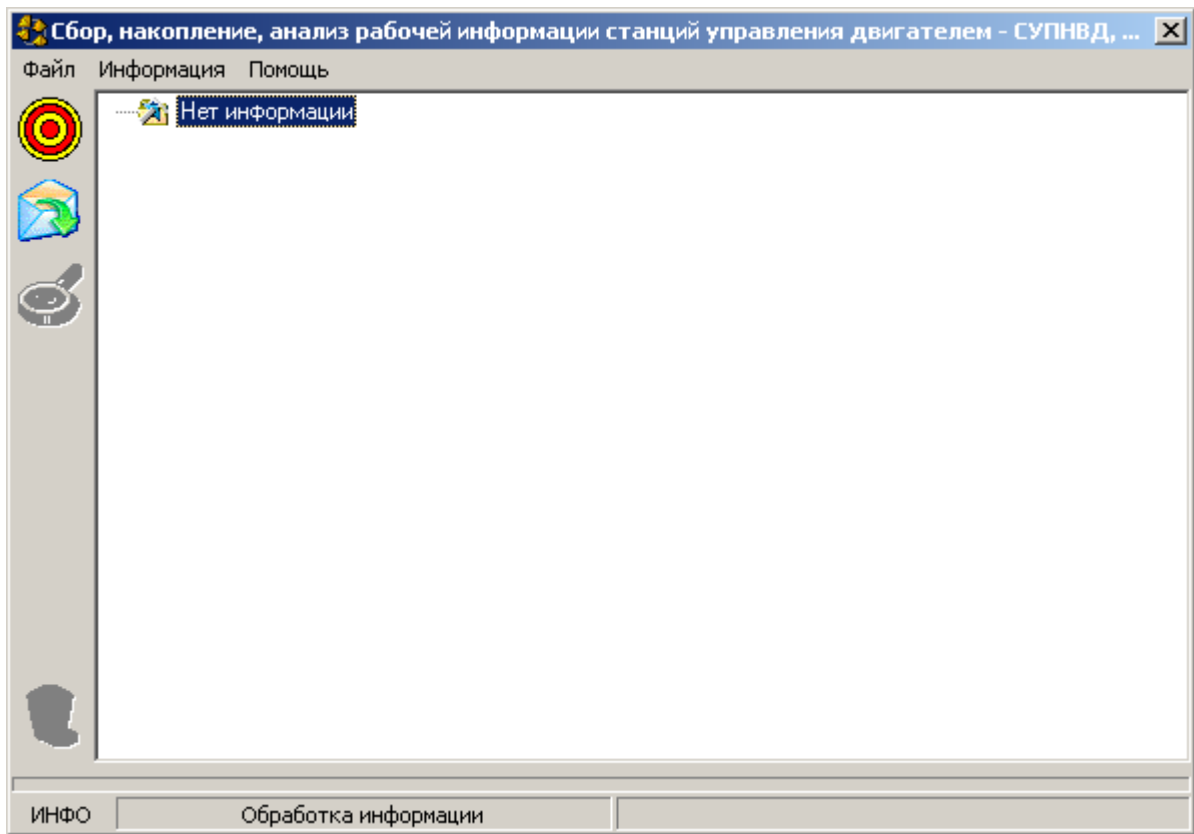 Сбор, накопление, анализ рабочей информации станций управления двигателем - СУПНВД, ...
Файл Информация Помощь
Нет информации
ИНФО Обработка информации